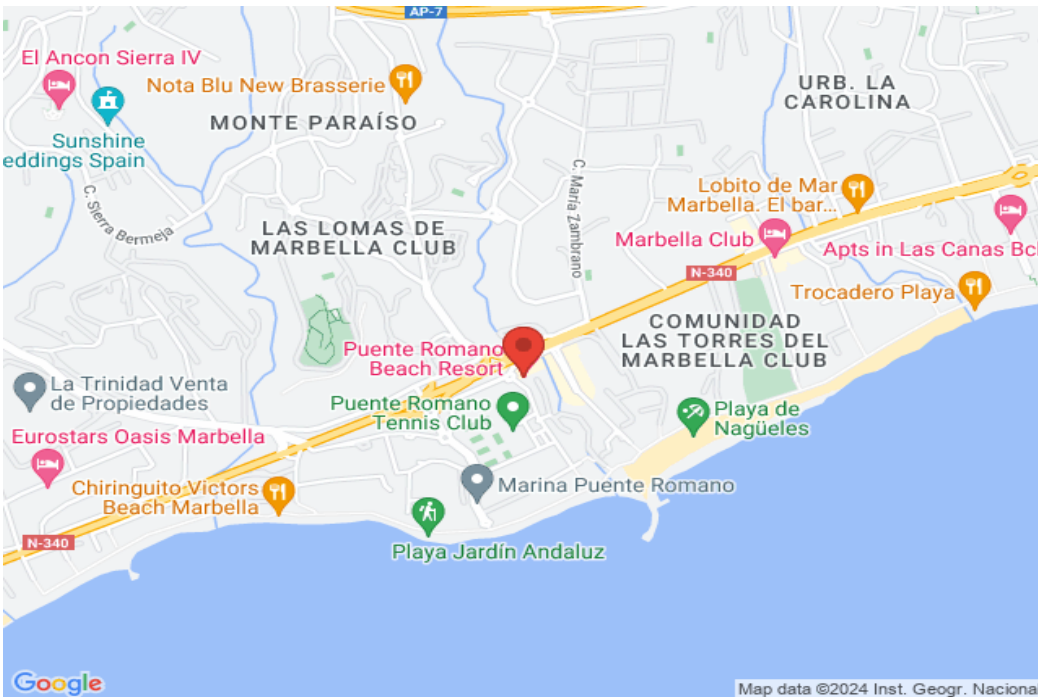 AP-7
El Ancon Sierra IV
Nota Blu New Brasserie
Sunshine
eddings Spain
MONTE PARAÍSO
URB. LA
CAROLINA
C. Sierra Bermeja
C. María Zambrano
Lobito de Mar
Marbella. El bar...
LAS LOMAS DE
MARBELLA CLUB
Marbella Club
Apts in Las Canas Bcl
N-340
Trocadero Playa
COMUNIDAD
LAS TORRES DEL
MARBELLA CLUB
Puente Romano
Beach Resort
La Trinidad Venta
de Propiedades
Puente Romano
Tennis Club
Playa de
Nagüeles
Eurostars Oasis Marbella
Chiringuito Victors
Beach Marbella
Marina Puente Romano
N-340
Playa Jardín Andaluz
Google
Map data ©2024 Inst. Geogr. Naciona